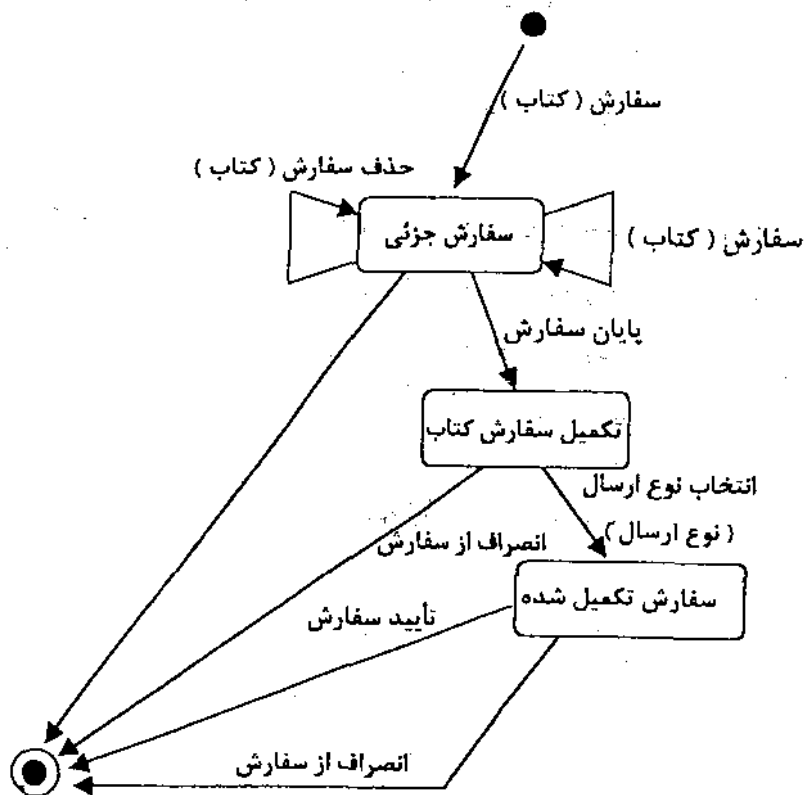 سفارش ( کتاب )
حذف سفارش ( کتاب )
سفارش جزئی
سفارش ( کتاب )
پایان سفارش
تکمیل سفارش کتاب
انتخاب نوع ارسال
( نوع ارسال )
انصراف از سفارش
سفارش تکمیل شده
تأیید سفارش
انصراف از سفارش